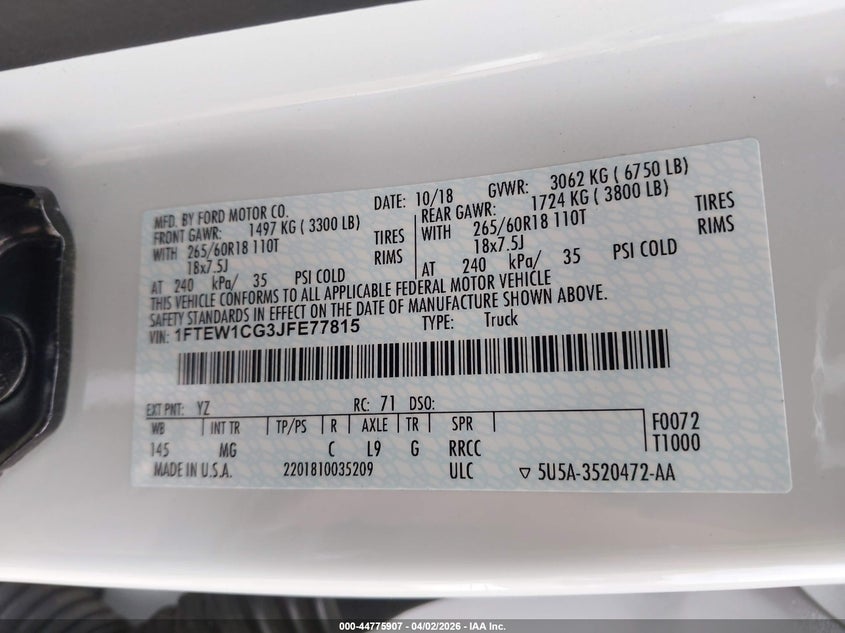 MFD. BY FORD MOTOR CO. DATE: 10/18 GVWR: 3062 KG ( 6750 LB)
FRONT GAWR: 1497 KG ( 3300 LB) REAR GAWR: 1724 KG ( 3800 LB)
WITH 265/60R18 110T TIRES WITH 265/60R18 110T TIRES
18x7.5J RIMS 18x7.5J RIMS
AT 240 kPa/ 35 PSI COLD AT 240 kPa/ 35 PSI COLD
THIS VEHICLE CONFORMS TO ALL APPLICABLE FEDERAL MOTOR VEHICLE
SAFETY STANDARDS IN EFFECT ON THE DATE OF MANUFACTURE SHOWN ABOVE.
VIN: 1FTEW1CG3JFE77815 TYPE: Truck
EXT PNT: YZ RC: 71 DSO:
WB INT TR TP/PS R AXLE TR SPR F0072
145 MG C L9 G RRCC T1000
MADE IN U.S.A. 2201810035209 ULC ▽ 5U5A-3520472-AA
000-44775907 - 04/02/2026 - IAA Inc.